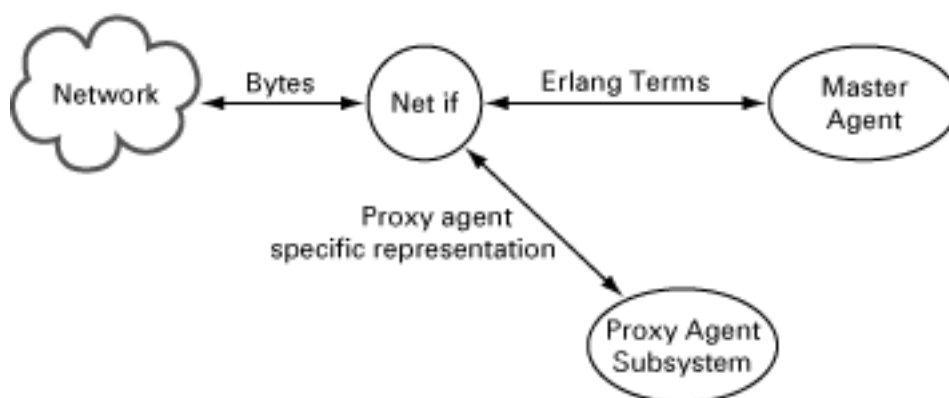 Network
Bytes
Net if
Erlang Terms
Master
Agent
Proxy agent
specific representation
Proxy Agent
Subsystem